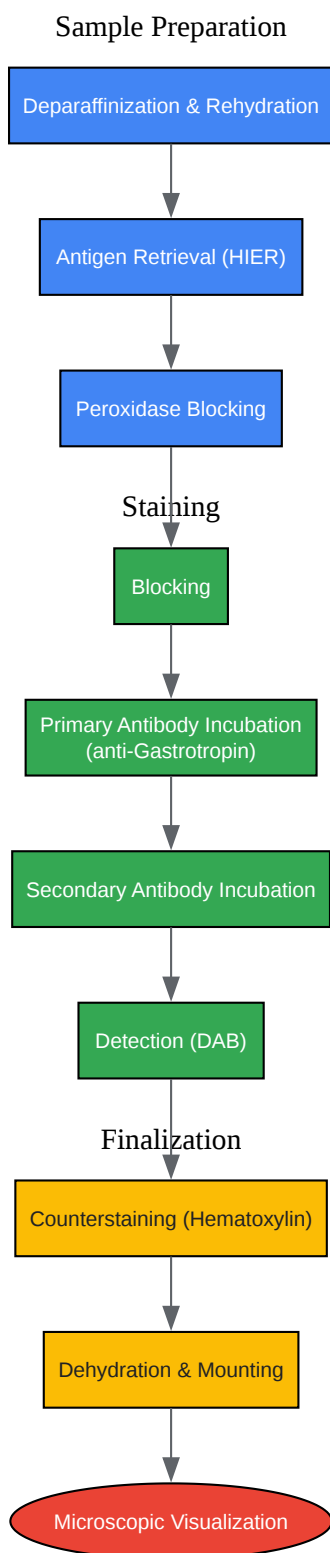 Sample Preparation
Deparaffinization & Rehydration
Antigen Retrieval (HIER)
Peroxidase Blocking
Staining
Blocking
Primary Antibody Incubation
(anti-Gastrotropin)
Secondary Antibody Incubation
Detection (DAB)
Finalization
Counterstaining (Hematoxylin)
Dehydration & Mounting
Microscopic Visualization